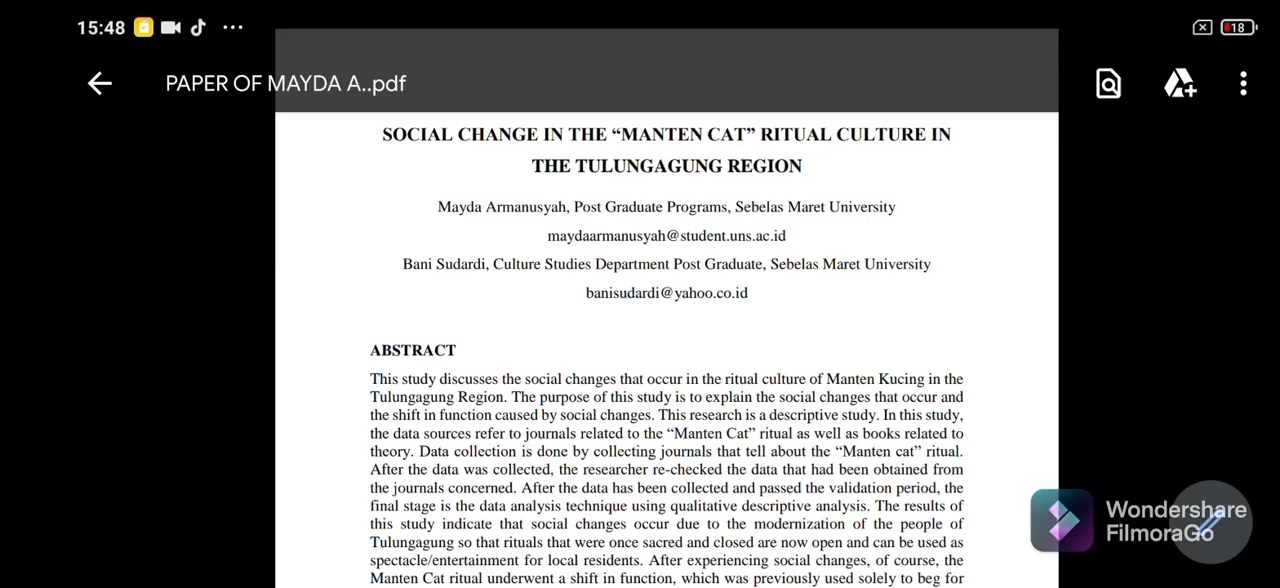 15:48
18
PAPER OF MAYDA A..pdf
SOCIAL CHANGE IN THE “MANTEN CAT” RITUAL CULTURE IN
THE TULUNGAGUNG REGION
Mayda Armanusyah, Post Graduate Programs, Sebelas Maret University
maydaarmanusyah@student.uns.ac.id
Bani Sudardi, Culture Studies Department Post Graduate, Sebelas Maret University
banisudardi@yahoo.co.id
ABSTRACT
This study discusses the social changes that occur in the ritual culture of Manten Kucing in the
Tulungagung Region. The purpose of this study is to explain the social changes that occur and
the shift in function caused by social changes. This research is a descriptive study. In this study,
the data sources refer to journals related to the “Manten Cat” ritual as well as books related to
theory. Data collection is done by collecting journals that tell about the “Manten cat” ritual.
After the data was collected, the researcher re-checked the data that had been obtained from
the journals concerned. After the data has been collected and passed the validation period, the
final stage is the data analysis technique using qualitative descriptive analysis. The results of
this study indicate that social changes occur due to the modernization of the people of
Tulungagung so that rituals that were once sacred and closed are now open and can be used as
spectacle/entertainment for local residents. After experiencing social changes, of course, the
Manten Cat ritual underwent a shift in function, which was previously used solely to beg for
Wondershare
FilmoraGo